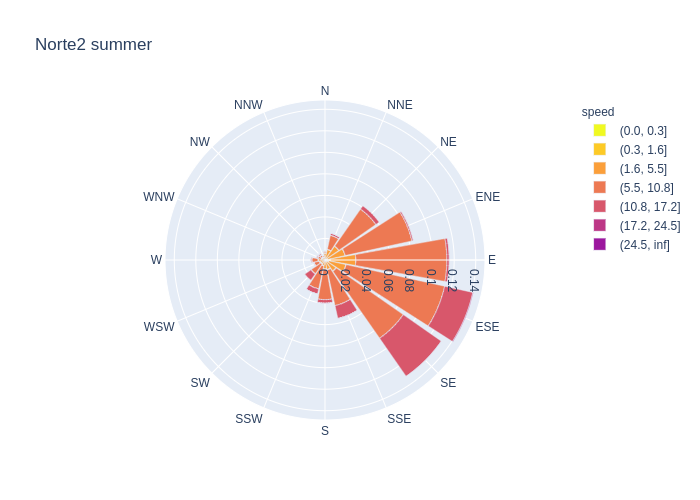 Norte2 summer
N
NNE
NE
ENE
E
ESE
SE
SSE
S
SSW
SW
WSW
W
WNW
NW
NNW
0
0.02
0.04
0.06
0.08
0.1
0.12
0.14
speed
(0.0, 0.3]
(0.3, 1.6]
(1.6, 5.5]
(5.5, 10.8]
(10.8, 17.2]
(17.2, 24.5]
(24.5, inf]